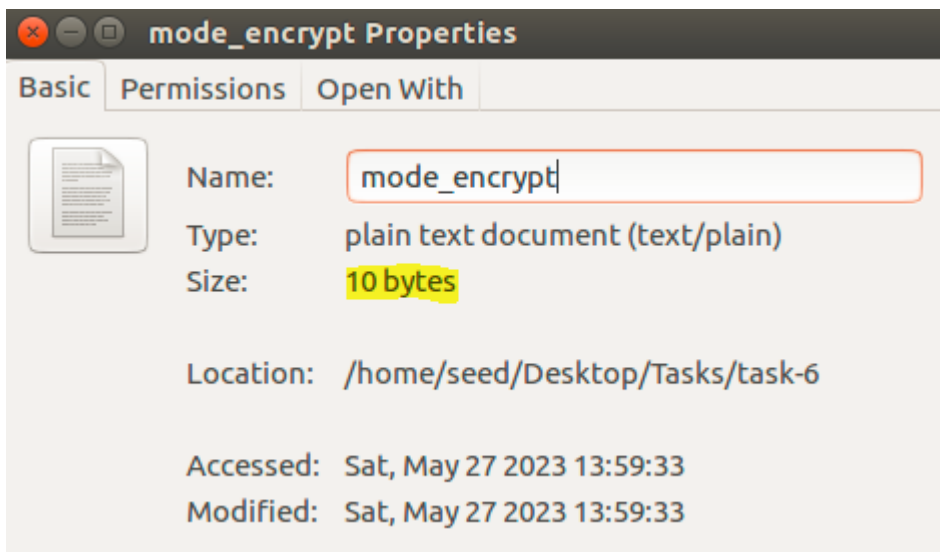 mode_encrypt Properties
Basic Permissions Open With
Name: mode_encrypt
Type: plain text document (text/plain)
Size: 10 bytes
Location: /home/seed/Desktop/Tasks/task-6
Accessed: Sat, May 27 2023 13:59:33
Modified: Sat, May 27 2023 13:59:33